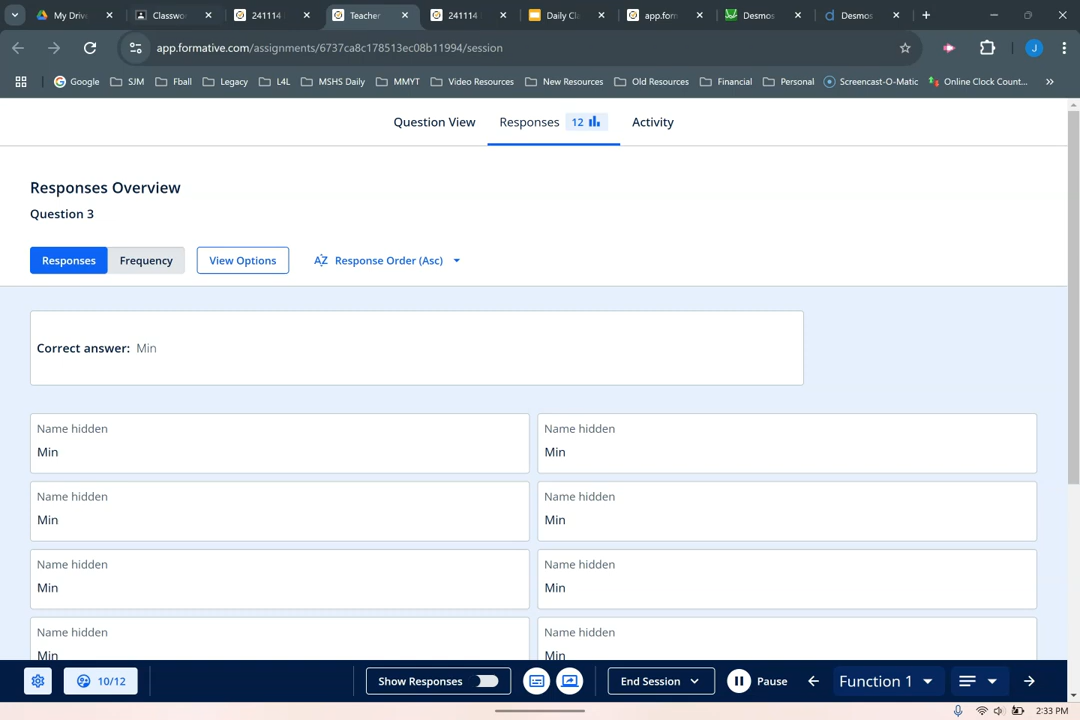 My Drive
Classwo
241114
Teacher
241114
Daily Cl
app.form
Desmos
Desmos
app.formative.com/assignments/6737ca8c178513ec08b11994/session
J
Google
SJM
Fball
Legacy
L4L
MSHS Daily
MMYT
Video Resources
New Resources
Old Resources
Financial
Personal
Screencast-O-Matic
Online Clock Count...
Question View
Responses 12
Activity
Responses Overview
Question 3
Responses
Frequency
View Options
AZ Response Order (Asc)
Correct answer: Min
Name hidden
Min
Name hidden
Min
Name hidden
Min
Name hidden
Min
Name hidden
Min
Name hidden
Min
Name hidden
Min
Name hidden
Min
10/12
Show Responses
End Session
Pause
Function 1
2:33 PM